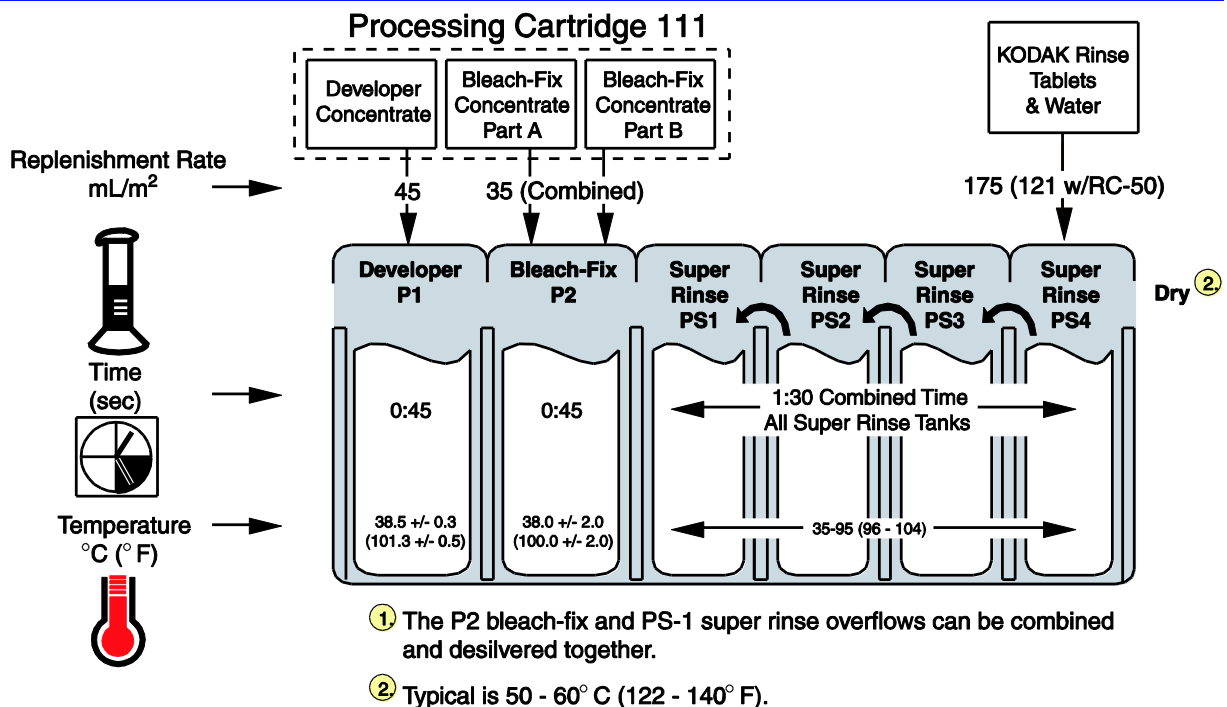 Processing Cartridge 111
Developer
Concentrate
Bleach-Fix
Concentrate
Part A
Bleach-Fix
Concentrate
Part B
KODAK Rinse
Tablets
& Water
Replenishment Rate
mL/m²
45
35 (Combined)
175 (121 w/RC-50)
Developer
P1
Bleach-Fix
P2
Super
Rinse
PS1
Super
Rinse
PS2
Super
Rinse
PS3
Super
Rinse
PS4
Dry 2.
Time
(sec)
0:45
0:45
1:30 Combined Time
All Super Rinse Tanks
Temperature
°C (° F)
38.5 +/- 0.3
(101.3 +/- 0.5)
38.0 +/- 2.0
(100.0 +/- 2.0)
35-95 (96 - 104)
1. The P2 bleach-fix and PS-1 super rinse overflows can be combined
and desilvered together.
2. Typical is 50 - 60° C (122 - 140° F).